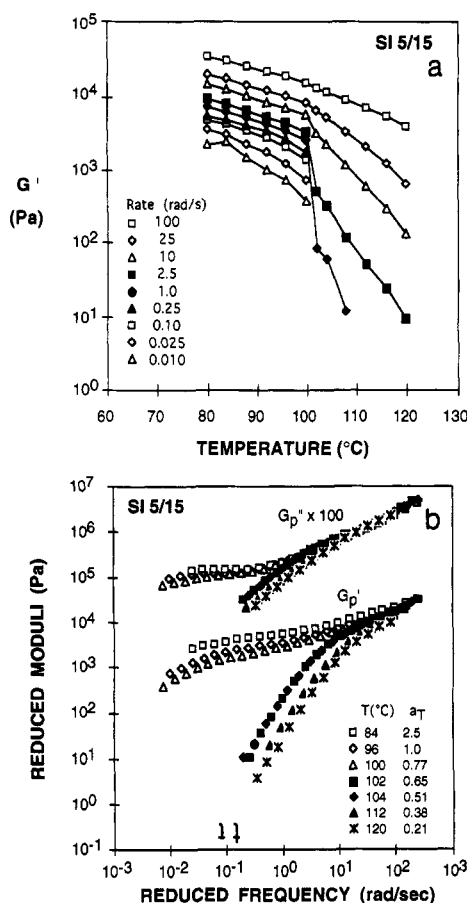 SI 5/15
a
10^5
10^4
10^3
10^2
10^1
10^0
G '
(Pa)
Rate (rad/s)
100
25
10
2.5
1.0
0.25
0.10
0.025
0.010
60 70 80 90 100 110 120 130
TEMPERATURE (°C)
SI 5/15
b
10^7
10^6
10^5
10^4
10^3
10^2
10^1
10^0
10^-1
REDUCED MODULI (Pa)
Gp" x 100
Gp'
T(°C) aT
84 2.5
96 1.0
100 0.77
102 0.65
104 0.51
112 0.38
120 0.21
10^-3 10^-2 10^-1 10^0 10^1 10^2 10^3
REDUCED FREQUENCY (rad/sec)